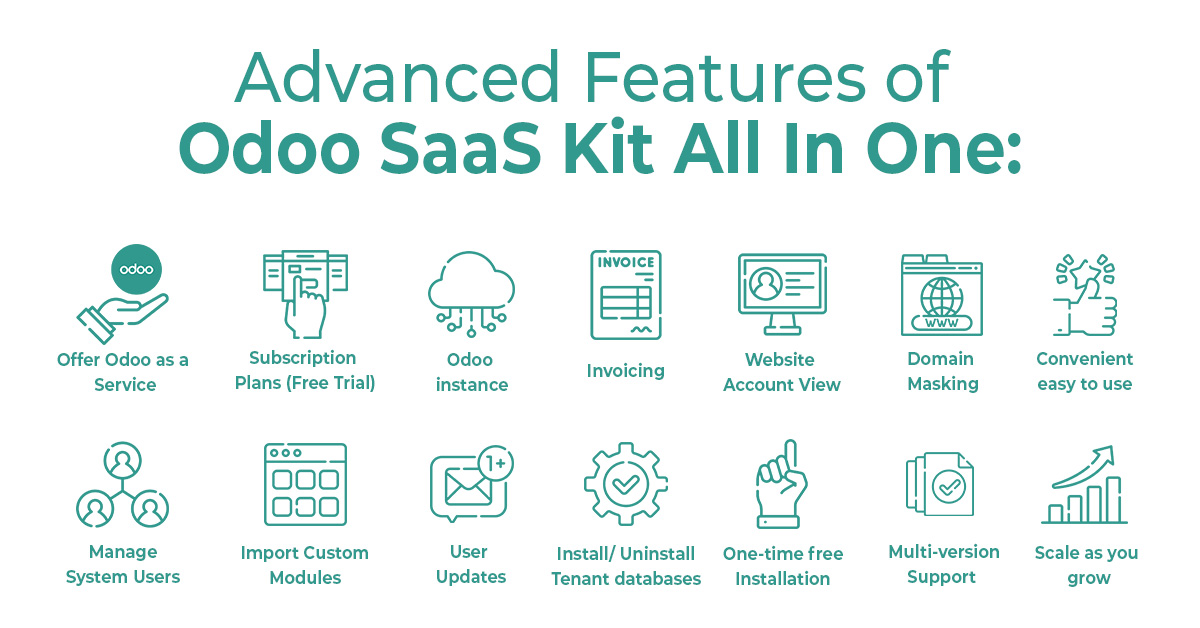 Advanced Features of
Odoo SaaS Kit All In One:
odoo
INVOICE
WWW
Offer Odoo as a
Service
Subscription
Plans (Free Trial)
Odoo
instance
Invoicing
Website
Account View
Domain
Masking
Convenient
easy to use
1+
Manage
System Users
Import Custom
Modules
User
Updates
Install/ Uninstall
Tenant databases
One-time free
Installation
Multi-version
Support
Scale as you
grow